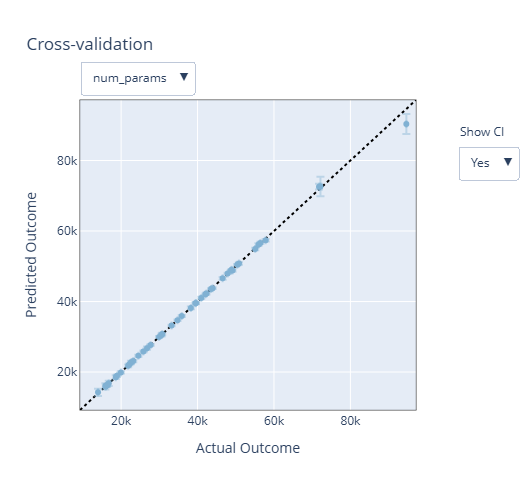 Cross-validation
num_params ▼
Show CI
Yes ▼
Predicted Outcome
80k
60k
40k
20k
20k 40k 60k 80k
Actual Outcome